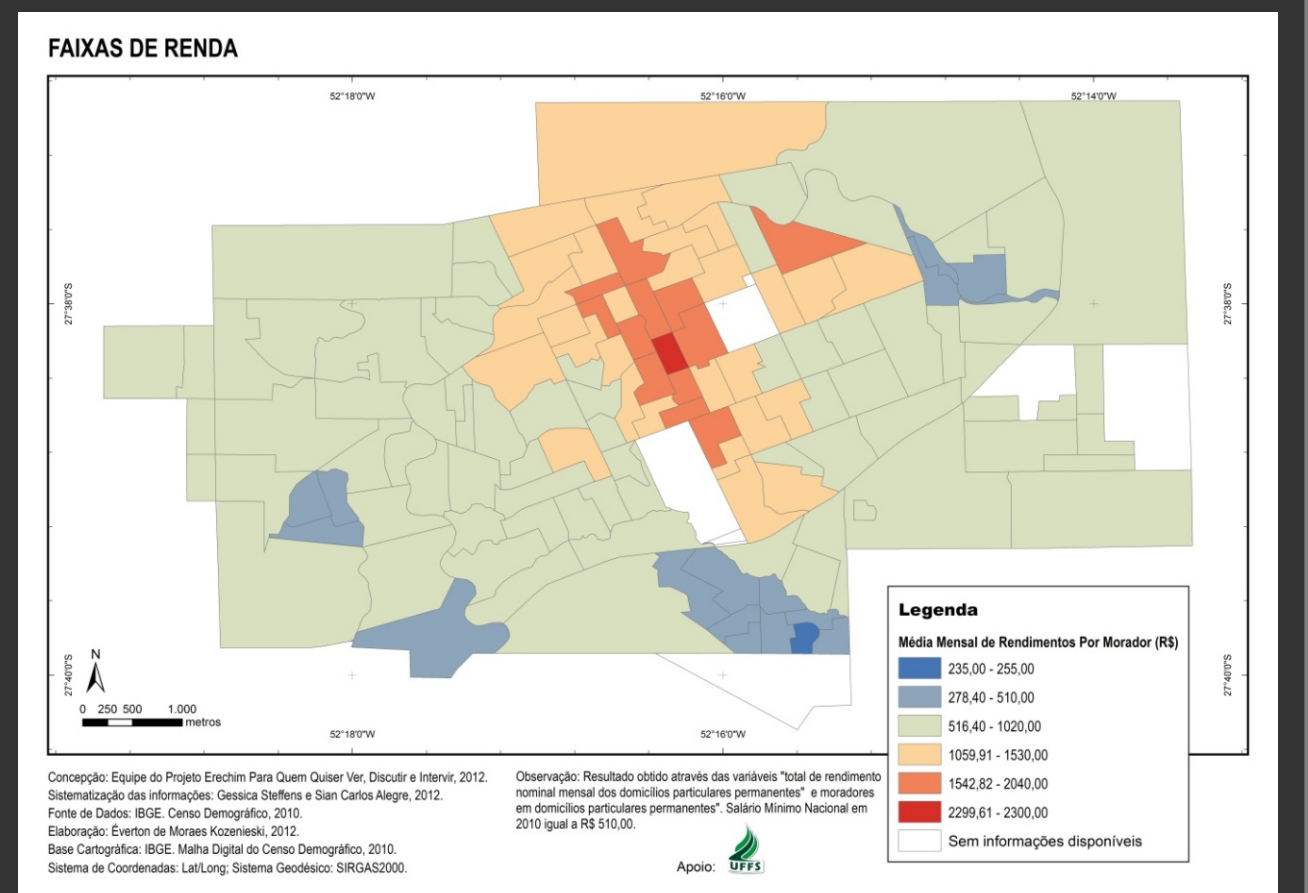 FAIXAS DE RENDA
52°18'0"W
52°16'0"W
52°14'0"W
27°38'0"S
27°38'0"S
27°40'0"S
27°40'0"S
N
0 250 500 1.000
metros
52°18'0"W
52°16'0"W
Legenda
Média Mensal de Rendimentos Por Morador (R$)
235,00 - 255,00
278,40 - 510,00
516,40 - 1020,00
1059,91 - 1530,00
1542,82 - 2040,00
2299,61 - 2300,00
Sem informações disponíveis
Concepção: Equipe do Projeto Erechim Para Quem Quiser Ver, Discutir e Intervir, 2012.
Sistematização das informações: Gessica Steffens e Sian Carlos Alegre, 2012.
Fonte de Dados: IBGE. Censo Demográfico, 2010.
Elaboração: Éverton de Moraes Kozenieski, 2012.
Base Cartográfica: IBGE. Malha Digital do Censo Demográfico, 2010.
Sistema de Coordenadas: Lat/Long; Sistema Geodésico: SIRGAS2000.
Observação: Resultado obtido através das variáveis "total de rendimento
nominal mensal dos domicílios particulares permanentes" e moradores
em domicílios particulares permanentes". Salário Mínimo Nacional em
2010 igual a R$ 510,00.
Apoio:
UFFS